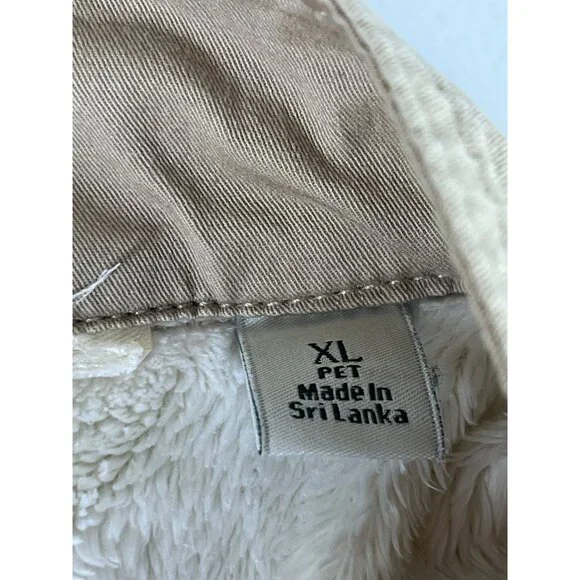 XL
PET
Made In
Sri Lanka